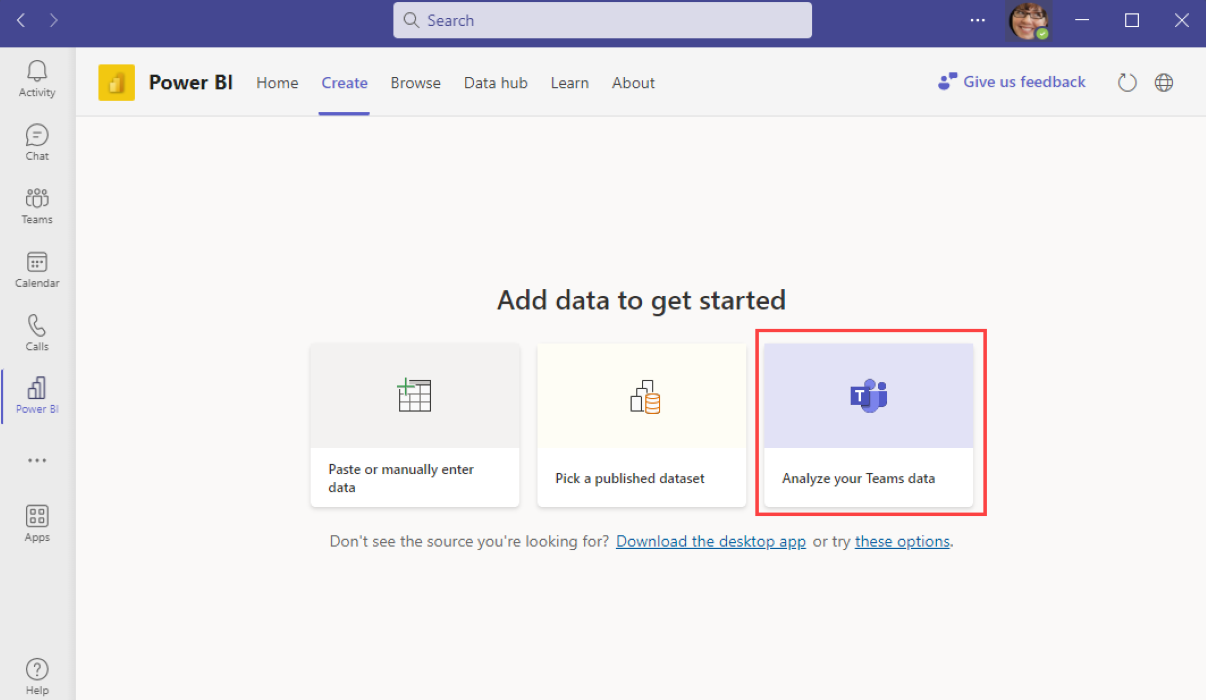 Search
Activity
Chat
Teams
Calendar
Calls
Power BI
Apps
Help
Power BI Home Create Browse Data hub Learn About Give us feedback
Add data to get started
Paste or manually enter
data
Pick a published dataset
T
Analyze your Teams data
Don't see the source you're looking for? Download the desktop app or try these options.